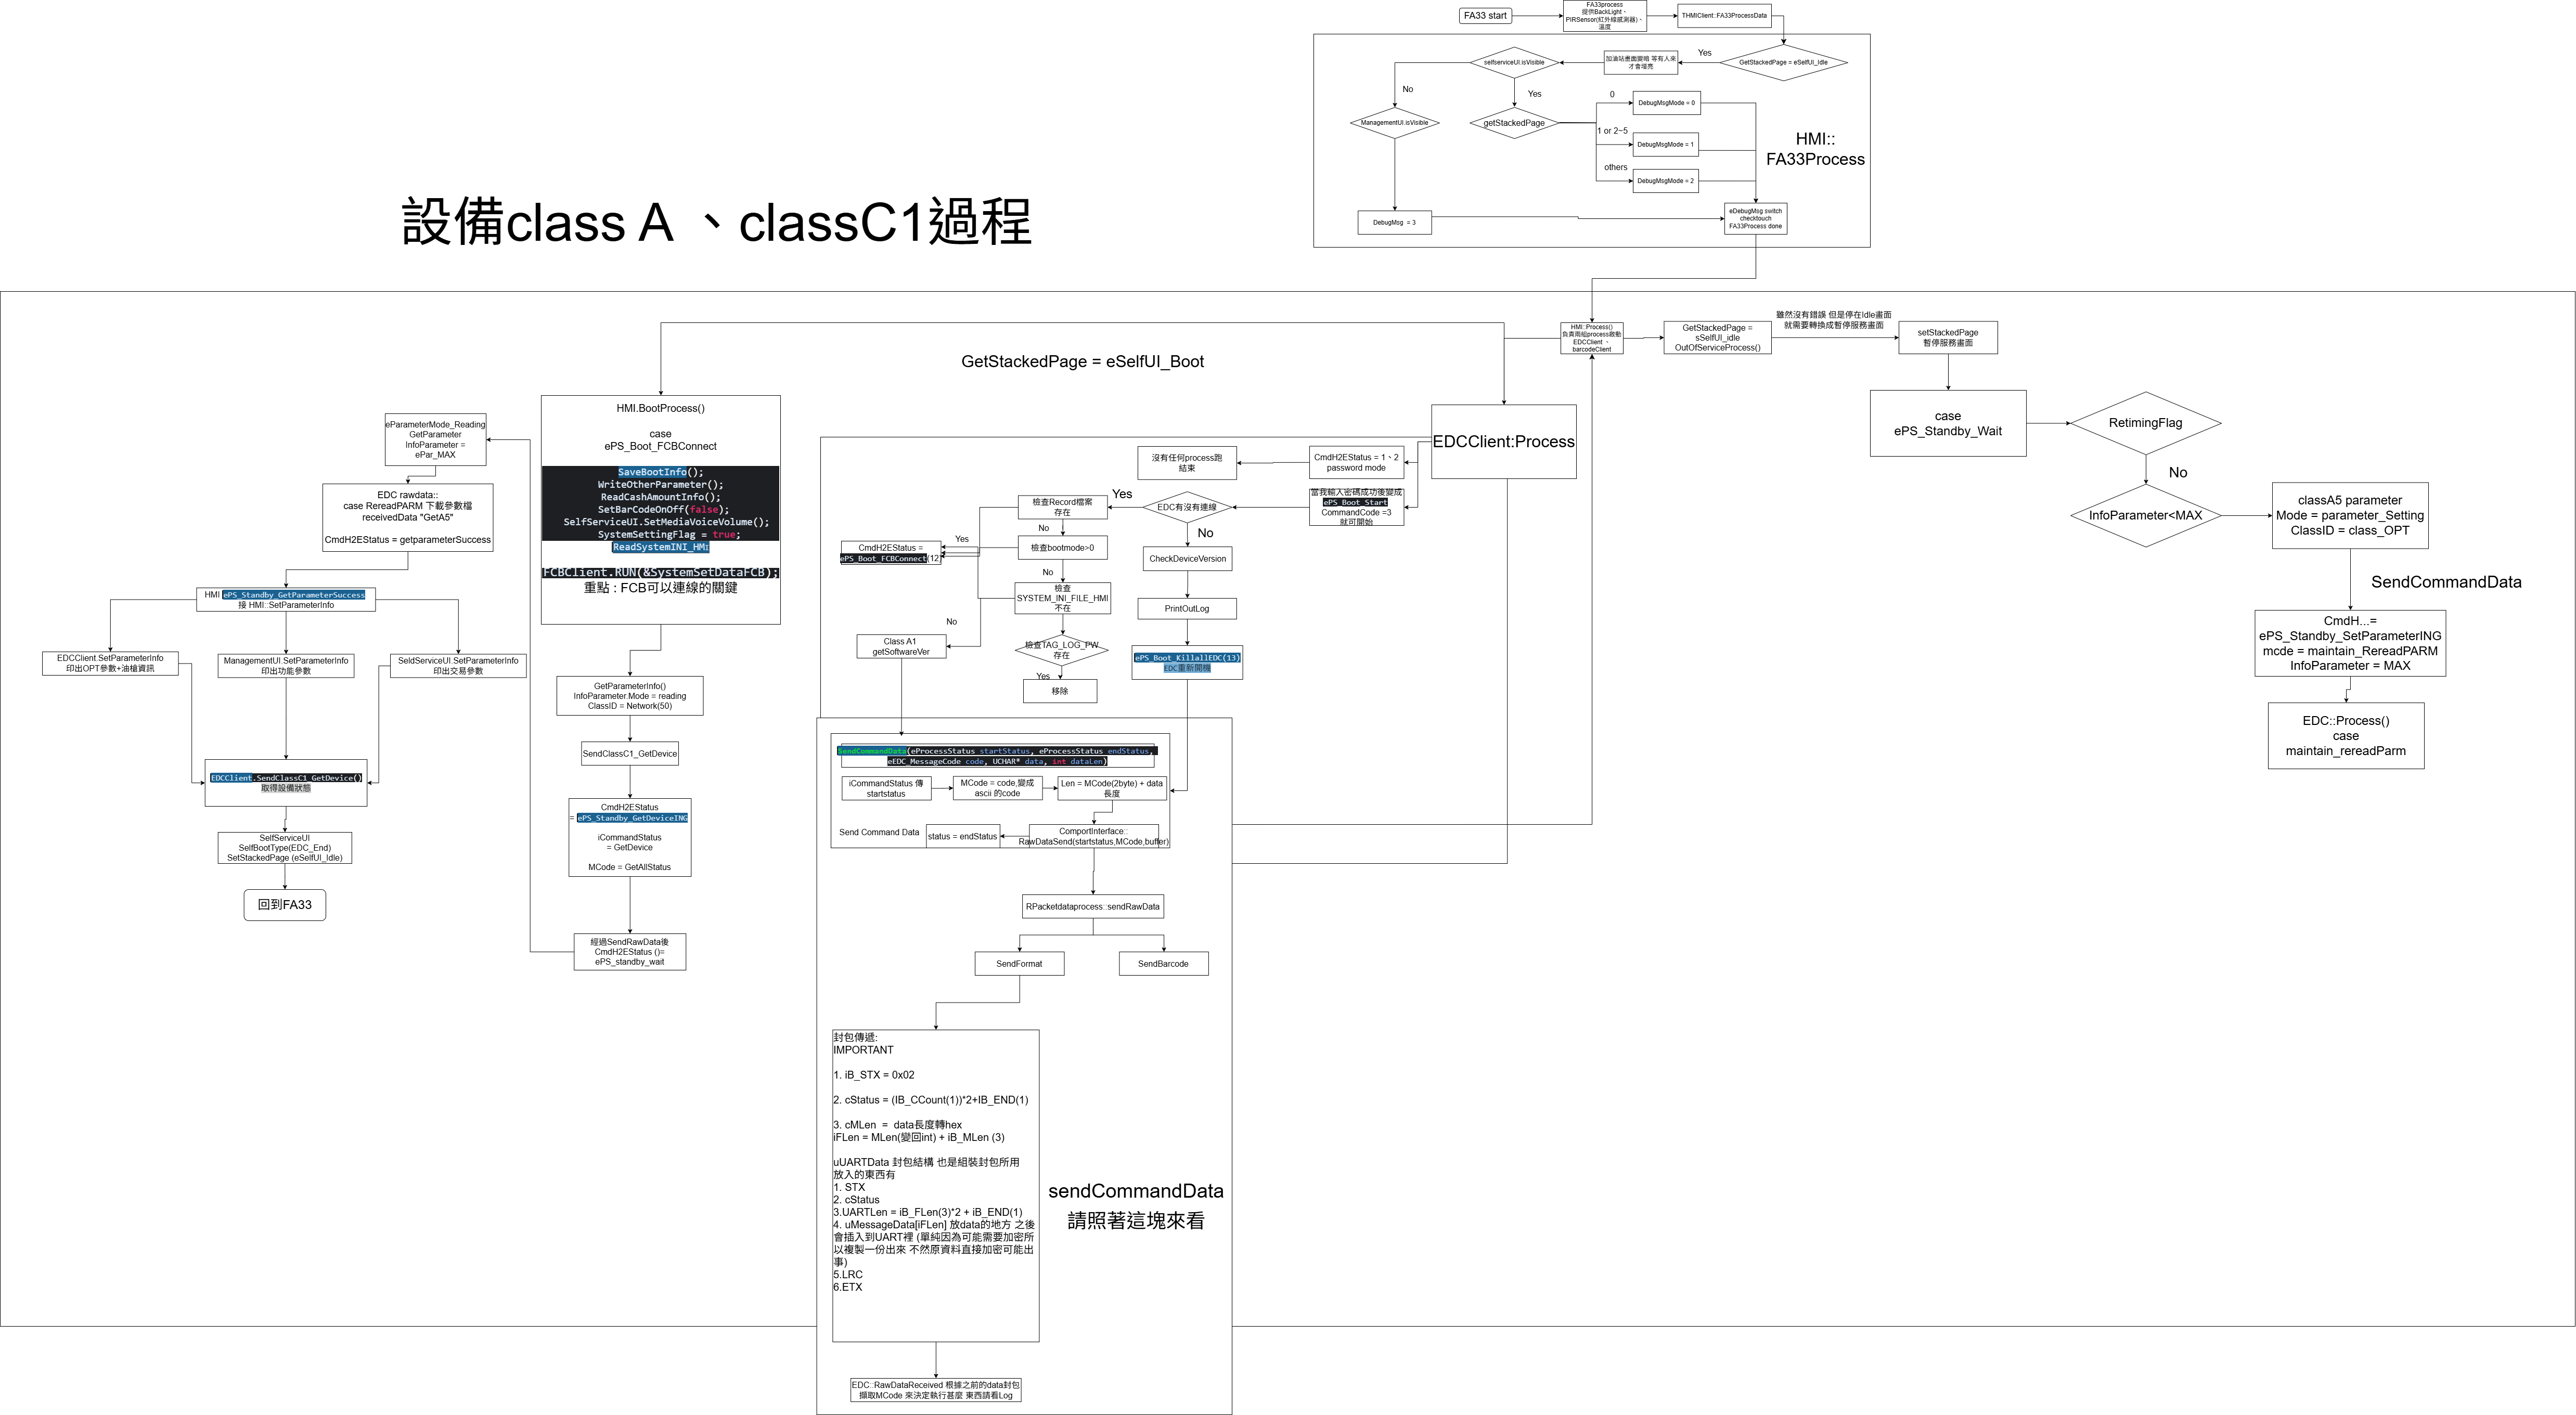 FA33 start
FA33process
提供BackLight、
PIRSensor(紅外線感測器)、
溫度
THMIClient::FA33ProcessData
GetStackedPage = eSelfUI_Idle
Yes
加油站畫面變暗 等有人來
才會增亮
selfserviceUI.isVisible
No
Yes
ManagementUI.isVisible
getStackedPage
0
DebugMsgMode = 0
1 or 2~5
DebugMsgMode = 1
others
DebugMsgMode = 2
HMI::
FA33Process
DebugMsg  = 3
eDebugMsg switch
checktouch
FA33Process done
設備class A 、classC1過程
HMI::Process()
負責兩組process啟動
EDCClient 、
barcodeClient
GetStackedPage =
sSelfUI_idle
OutOfServiceProcess()
雖然沒有錯誤 但是停在Idle畫面
就需要轉換成暫停服務畫面
setStackedPage
暫停服務畫面
case
ePS_Standby_Wait
RetimingFlag
No
InfoParameter<MAX
classA5 parameter
Mode = parameter_Setting
ClassID = class_OPT
SendCommandData
CmdH...=
ePS_Standby_SetParameterING
mcde = maintain_RereadPARM
InfoParameter = MAX
EDC::Process()
case
maintain_rereadParm
GetStackedPage = eSelfUI_Boot
HMI.BootProcess()
case
ePS_Boot_FCBConnect
SaveBootInfo();
WriteOtherParameter();
ReadCashAmountInfo();
SetBarCodeOnOff(false);
SelfServiceUI.SetMediaVoiceVolume();
SystemSettingFlag = true;
ReadSystemINI_HMI
FCBClient.RUN(&SystemSetDataFCB);
重點 : FCB可以連線的關鍵
GetParameterInfo()
InfoParameter.Mode = reading
ClassID = Network(50)
SendClassC1_GetDevice
CmdH2EStatus
= ePS_Standby_GetDeviceING
iCommandStatus
= GetDevice
MCode = GetAllStatus
經過SendRawData後
CmdH2EStatus ()=
ePS_standby_wait
eParameterMode_Reading
GetParameter
InfoParameter =
ePar_MAX
EDC rawdata::
case RereadPARM 下載參數檔
receivedData "GetA5"
CmdH2EStatus = getparameterSuccess
HMI ePS_Standby_GetParameterSuccess
接 HMI::SetParameterInfo
EDCClient.SetParameterInfo
印出OPT參數+油槍資訊
ManagementUI.SetParameterInfo
印出功能參數
SeldServiceUI.SetParameterInfo
印出交易參數
EDCClient.SendClassC1_GetDevice()
取得設備狀態
SelfServiceUI
SelfBootType(EDC_End)
SetStackedPage (eSelfUI_Idle)
回到FA33
EDCClient:Process
CmdH2EStatus = 1、2
password mode
沒有任何process跑
結束
當我輸入密碼成功後變成
ePS_Boot_Start
CommandCode =3
就可開始
EDC有沒有連線
Yes
No
檢查Record檔案
存在
No
檢查bootmode>0
No
檢查
SYSTEM_INI_FILE_HMI
不在
檢查TAG_LOG_PW
存在
Yes
移除
Yes
CmdH2EStatus =
ePS_Boot_FCBConnect(12)
No
Class A1
getSoftwareVer
CheckDeviceVersion
PrintOutLog
ePS_Boot_KillallEDC(13)
EDC重新開機
SendCommandData(eProcessStatus startStatus, eProcessStatus endStatus,
eEDC_MessageCode code, UCHAR* data, int dataLen)
iCommandStatus 傳
startstatus
MCode = code,變成
ascii 的code
Len = MCode(2byte) + data
長度
Send Command Data
status = endStatus
ComportInterface::
RawDataSend(startstatus,MCode,buffer)
RPacketdataprocess::sendRawData
SendFormat
SendBarcode
封包傳遞:
IMPORTANT
1. iB_STX = 0x02
2. cStatus = (IB_CCount(1))*2+IB_END(1)
3. cMLen  =  data長度轉hex
iFLen = MLen(變回int) + iB_MLen (3)
uUARTData 封包結構 也是組裝封包所用
放入的東西有
1. STX
2. cStatus
3.UARTLen = iB_FLen(3)*2 + iB_END(1)
4. uMessageData[iFLen] 放data的地方 之後
會插入到UART裡 (單純因為可能需要加密所
以複製一份出來 不然原資料直接加密可能出
事)
5.LRC
6.ETX
sendCommandData
請照著這塊來看
EDC::RawDataReceived 根據之前的data封包
擷取MCode 來決定執行甚麼 東西請看Log